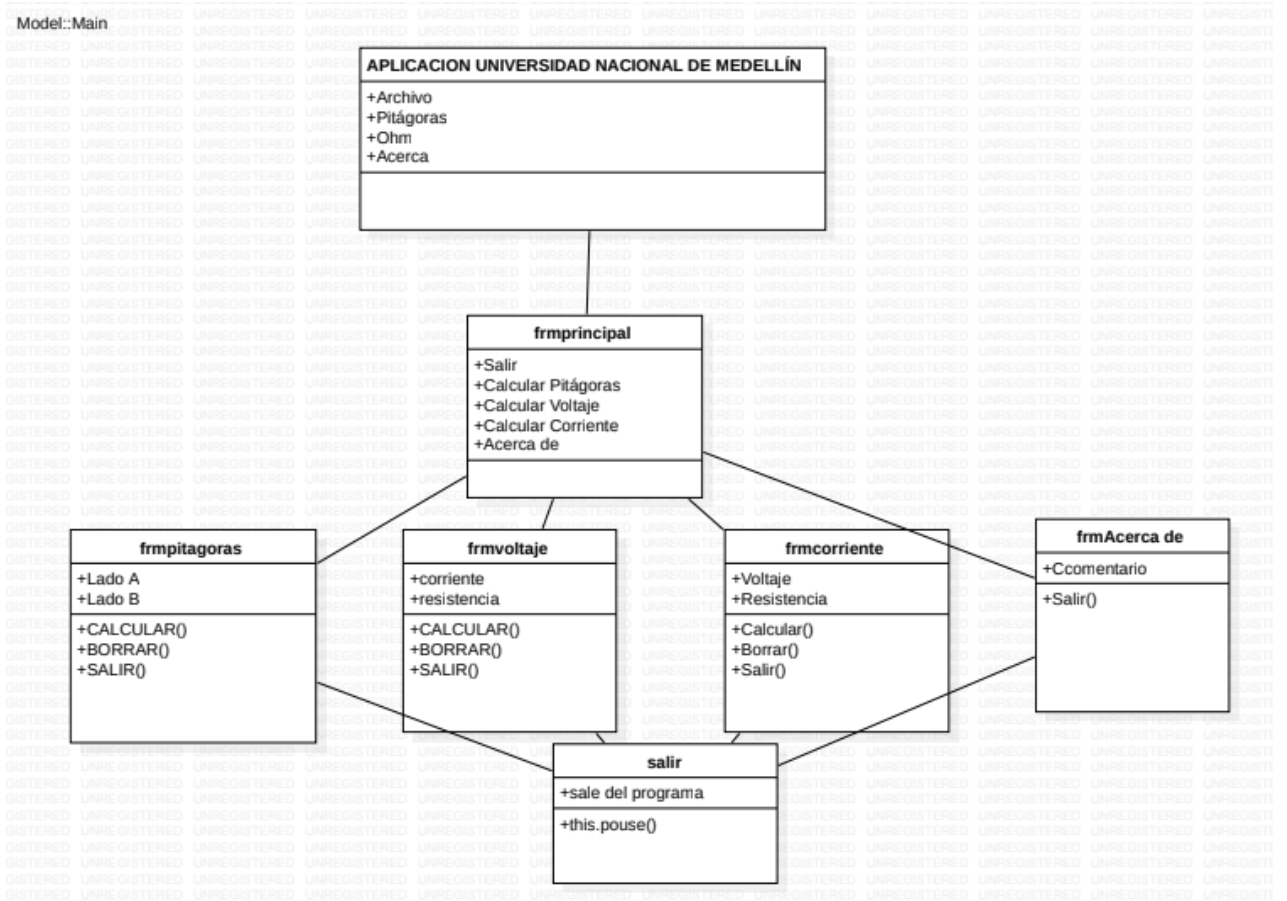 Model::Main
APLICACION UNIVERSIDAD NACIONAL DE MEDELLÍN
+Archivo
+Pitágoras
+Ohm
+Acerca
frmprincipal
+Salir
+Calcular Pitágoras
+Calcular Voltaje
+Calcular Corriente
+Acerca de
frmpitagoras
+Lado A
+Lado B
+CALCULAR()
+BORRAR()
+SALIR()
frmvoltaje
+corriente
+resistencia
+CALCULAR()
+BORRAR()
+SALIR()
frmcorriente
+Voltaje
+Resistencia
+Calcular()
+Borrar()
+Salir()
frmAcerca de
+Ccomentario
+Salir()
salir
+sale del programa
+this.pouse()
UNREGISTERED